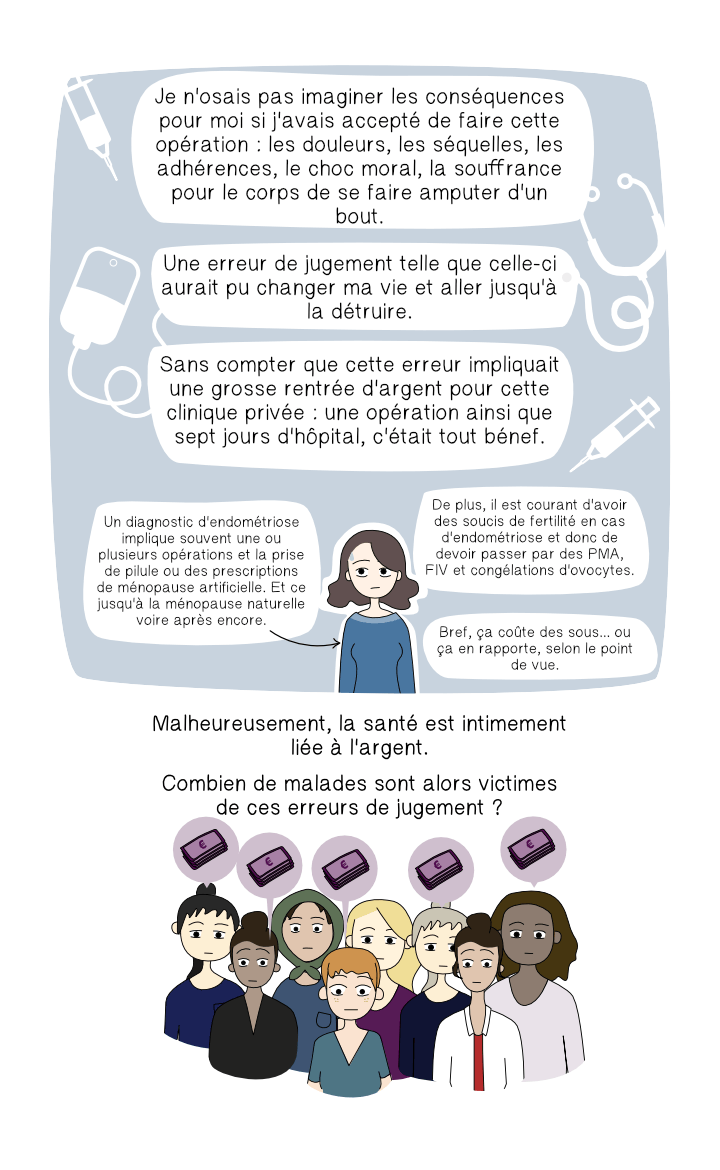 Je n'osais pas imaginer les conséquences
pour moi si j'avais accepté de faire cette
opération : les douleurs, les séquelles, les
adhérences, le choc moral, la souffrance
pour le corps de se faire amputer d'un
bout.
Une erreur de jugement telle que celle-ci
aurait pu changer ma vie et aller jusqu'à
la détruire.
Sans compter que cette erreur impliquait
une grosse rentrée d'argent pour cette
clinique privée : une opération ainsi que
sept jours d'hôpital, c'était tout bénef.
Un diagnostic d'endométriose
implique souvent une ou
plusieurs opérations et la prise
de pilule ou des prescriptions
de ménopause artificielle. Et ce
jusqu'à la ménopause naturelle
voire après encore.
De plus, il est courant d'avoir
des soucis de fertilité en cas
d'endométriose et donc de
devoir passer par des PMA,
FIV et congélations d'ovocytes.
Bref, ça coûte des sous... ou
ça en rapporte, selon le point
de vue.
Malheureusement, la santé est intimement
liée à l'argent.
Combien de malades sont alors victimes
de ces erreurs de jugement ?
€
€
€
€
€